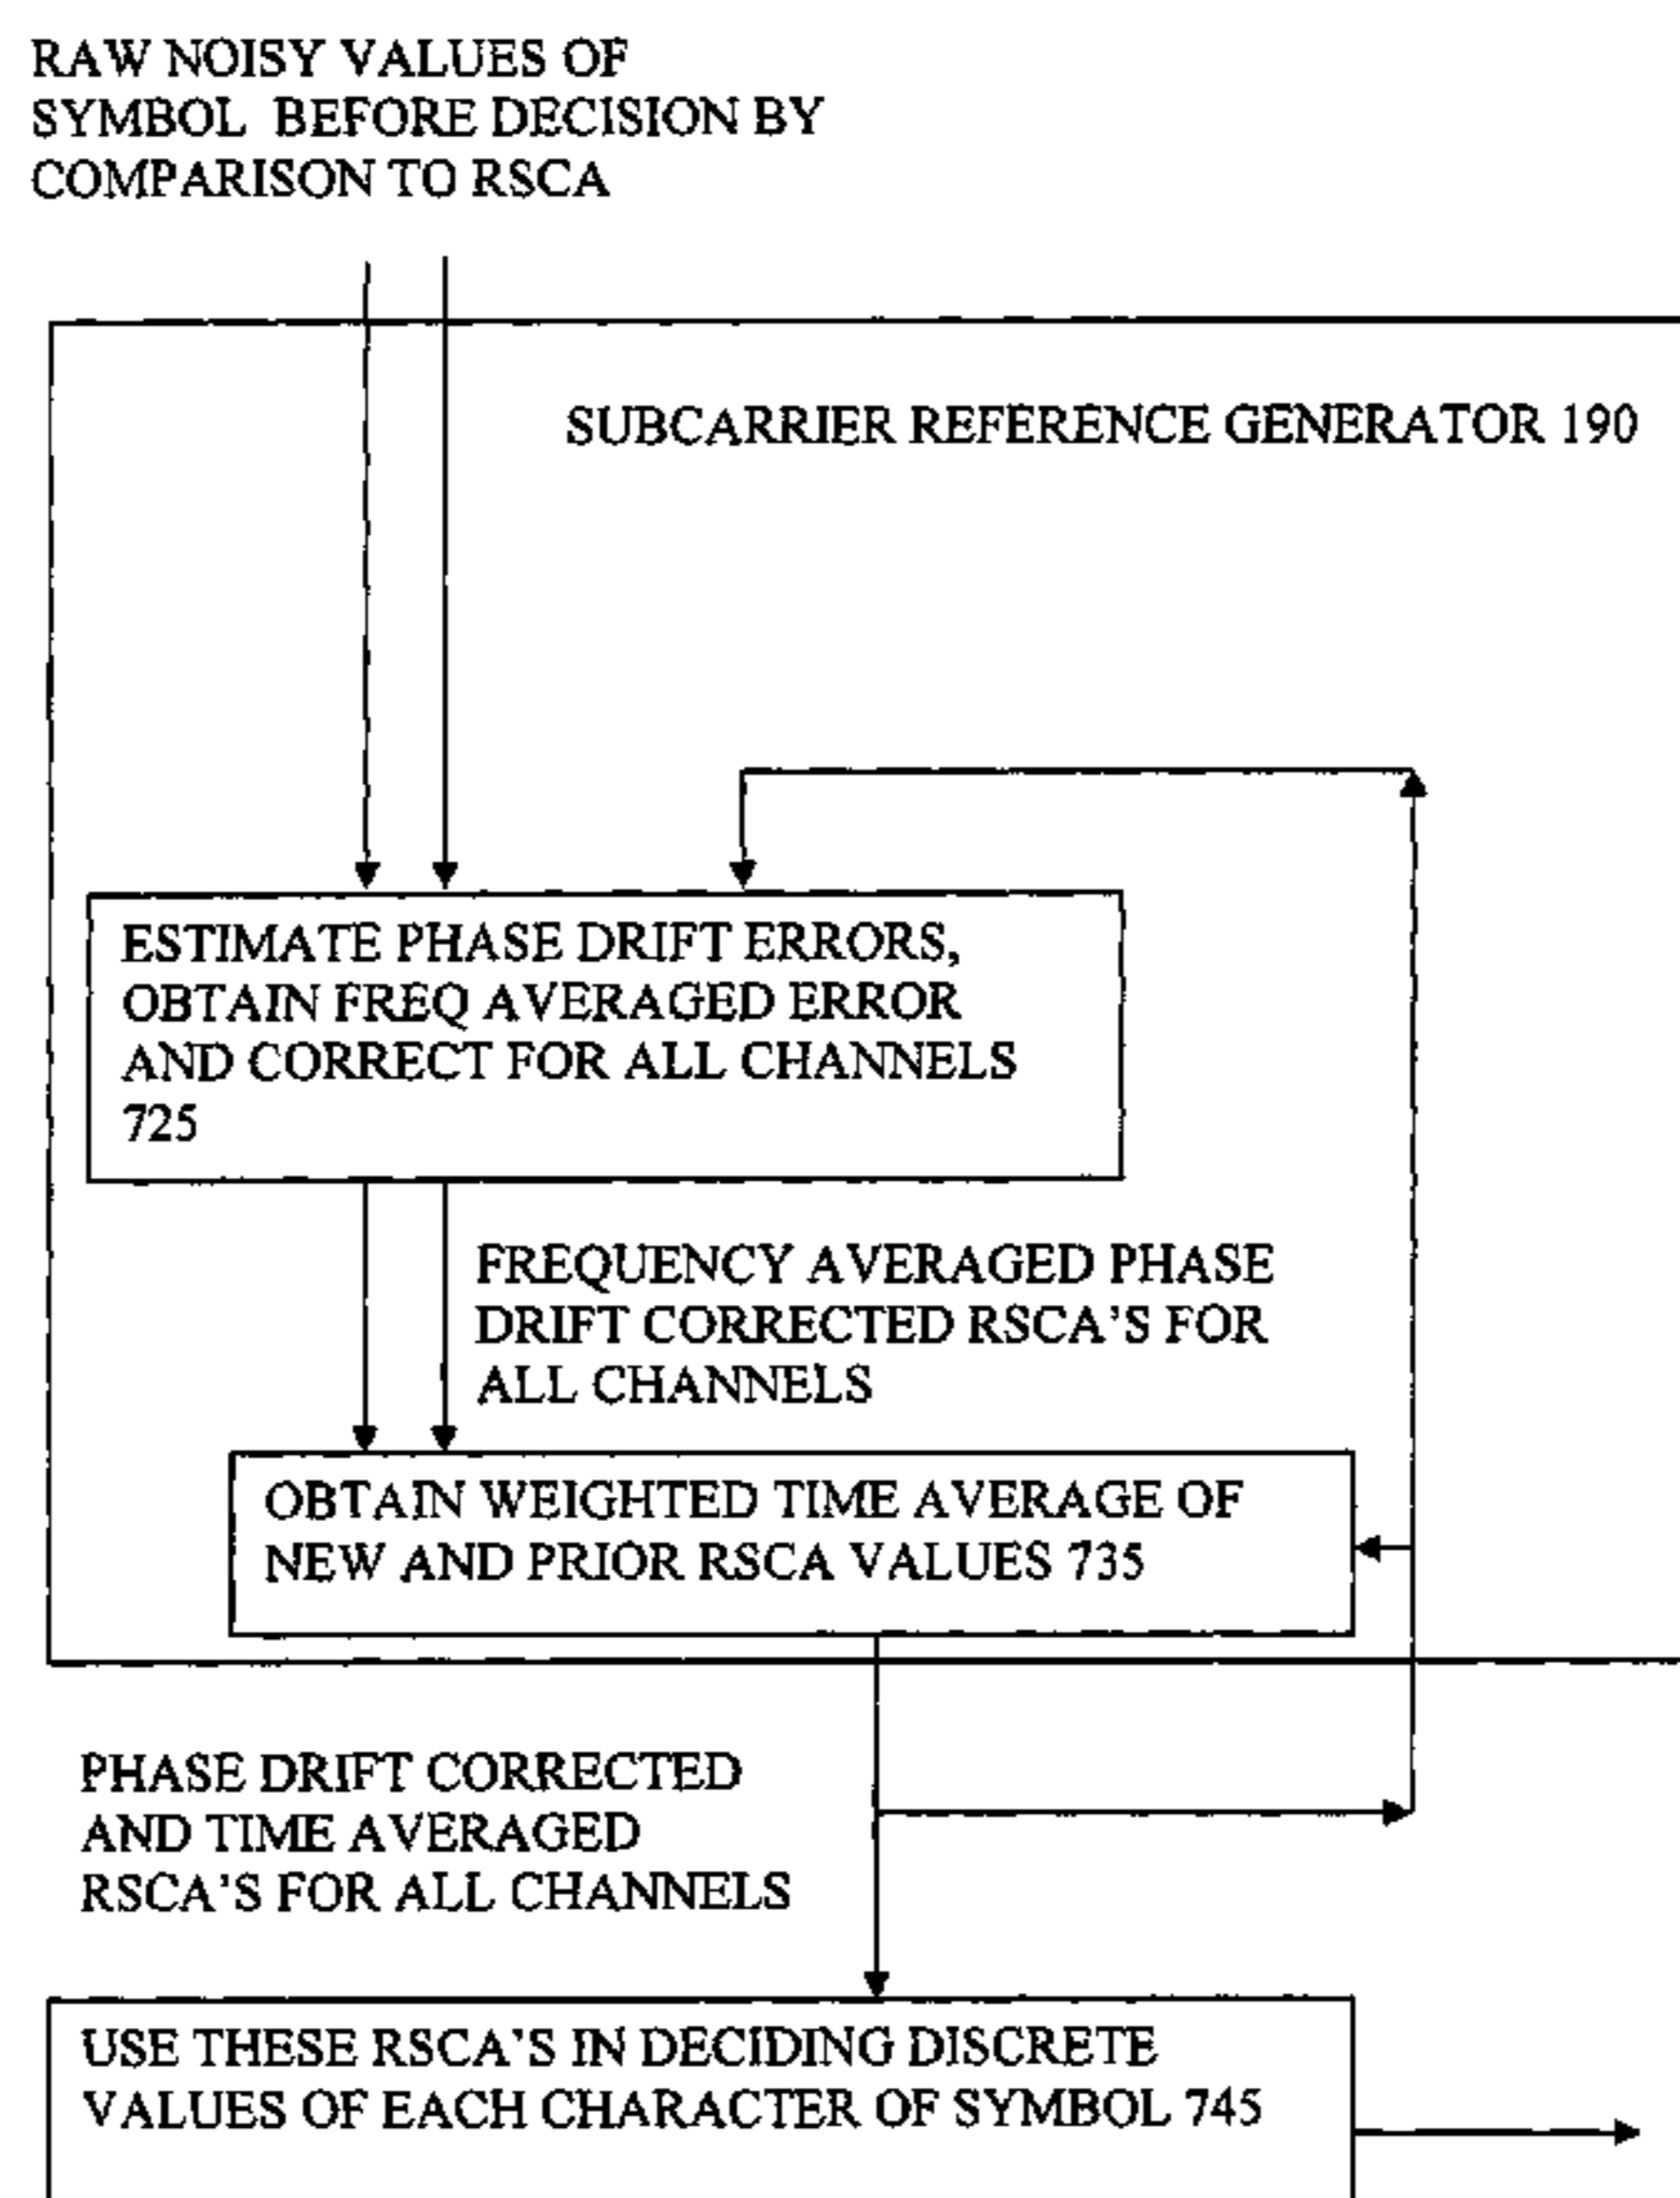 RAW NOISY VALUES OF
SYMBOL BEFORE DECISION BY
COMPARISON TO RSCA
SUBCARRIER REFERENCE GENERATOR 190
ESTIMATE PHASE DRIFT ERRORS,
OBTAIN FREQ AVERAGED ERROR
AND CORRECT FOR ALL CHANNELS
725
FREQUENCY AVERAGED PHASE
DRIFT CORRECTED RSCA'S FOR
ALL CHANNELS
OBTAIN WEIGHTED TIME AVERAGE OF
NEW AND PRIOR RSCA VALUES 735
PHASE DRIFT CORRECTED
AND TIME AVERAGED
RSCA'S FOR ALL CHANNELS
USE THESE RSCA'S IN DECIDING DISCRETE
VALUES OF EACH CHARACTER OF SYMBOL 745